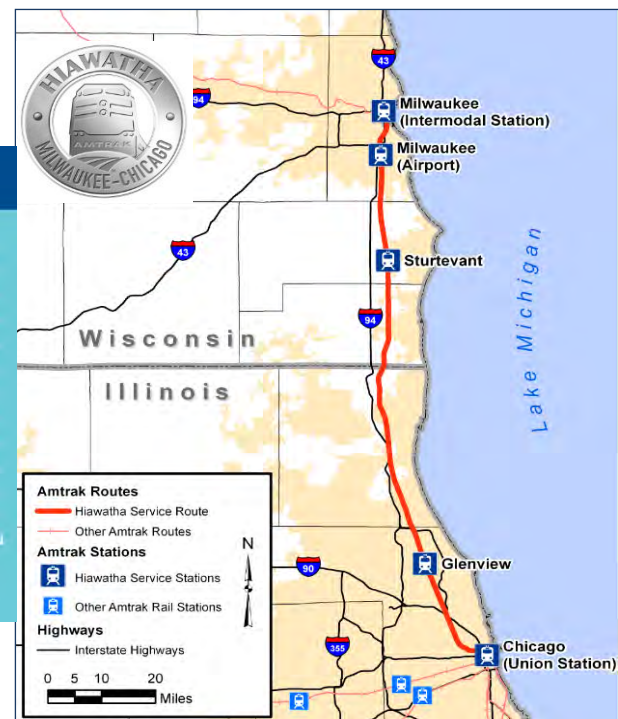 HIAWATHA
AMTRAK
MILWAUKEE-CHICAGO
43
94
Milwaukee
(Intermodal Station)
Milwaukee
(Airport)
43
Sturtevant
94
Lake Michigan
Wisconsin
Illinois
Amtrak Routes
Hiawatha Service Route
Other Amtrak Routes
Amtrak Stations
Hiawatha Service Stations
Other Amtrak Rail Stations
Highways
Interstate Highways
N
0 5 10 20
Miles
90
Glenview
355
Chicago
(Union Station)